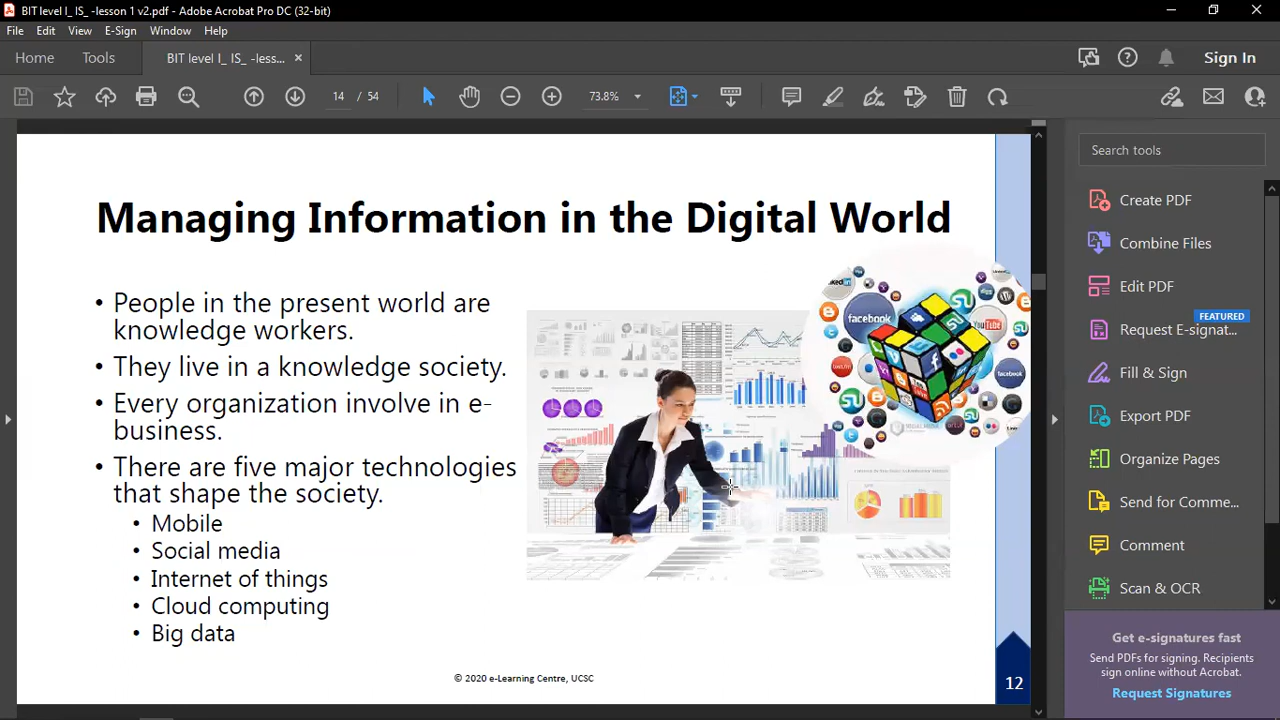 BIT level I_ IS_ -lesson 1 v2.pdf - Adobe Acrobat Pro DC (32-bit)
File Edit View E-Sign Window Help
Home Tools BIT level I_ IS_ -less... × Sign In
14 / 54 73.8%
Managing Information in the Digital World
• People in the present world are
knowledge workers.
• They live in a knowledge society.
• Every organization involve in e-
business.
• There are five major technologies
that shape the society.
• Mobile
• Social media
• Internet of things
• Cloud computing
• Big data
facebook
YouTube
facebook
© 2020 e-Learning Centre, UCSC
12
Search tools
Create PDF
Combine Files
Edit PDF
FEATURED
Request E-signat...
Fill & Sign
Export PDF
Organize Pages
Send for Comme...
Comment
Scan & OCR
Get e-signatures fast
Send PDFs for signing. Recipients
sign online without Acrobat.
Request Signatures